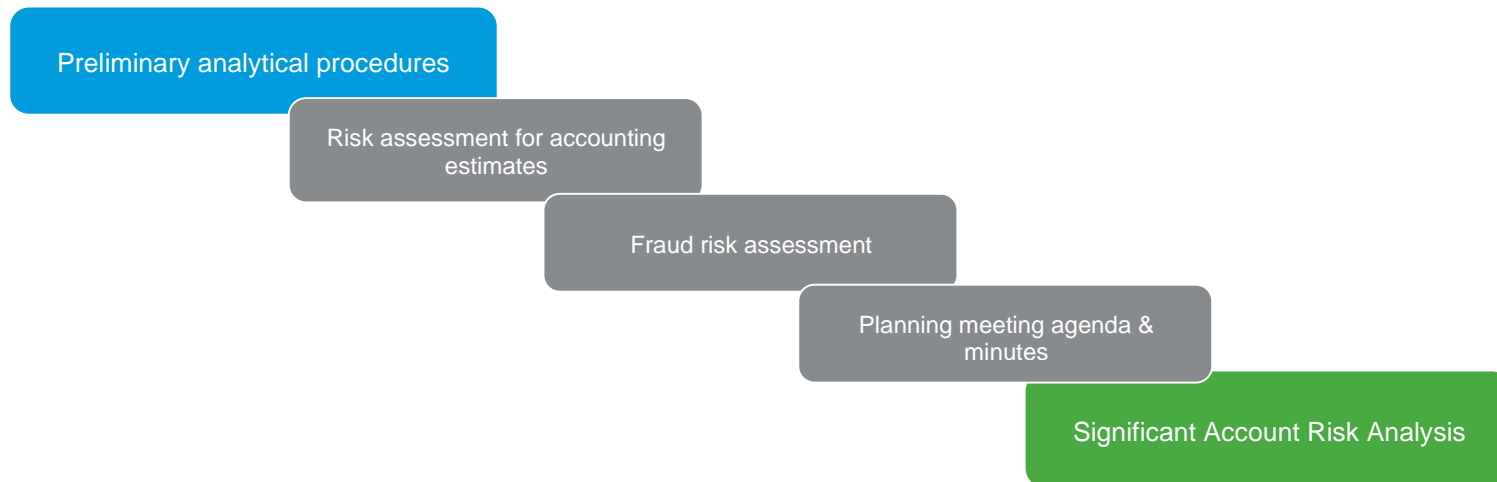 Preliminary analytical procedures
Risk assessment for accounting
estimates
Fraud risk assessment
Planning meeting agenda &
minutes
Significant Account Risk Analysis